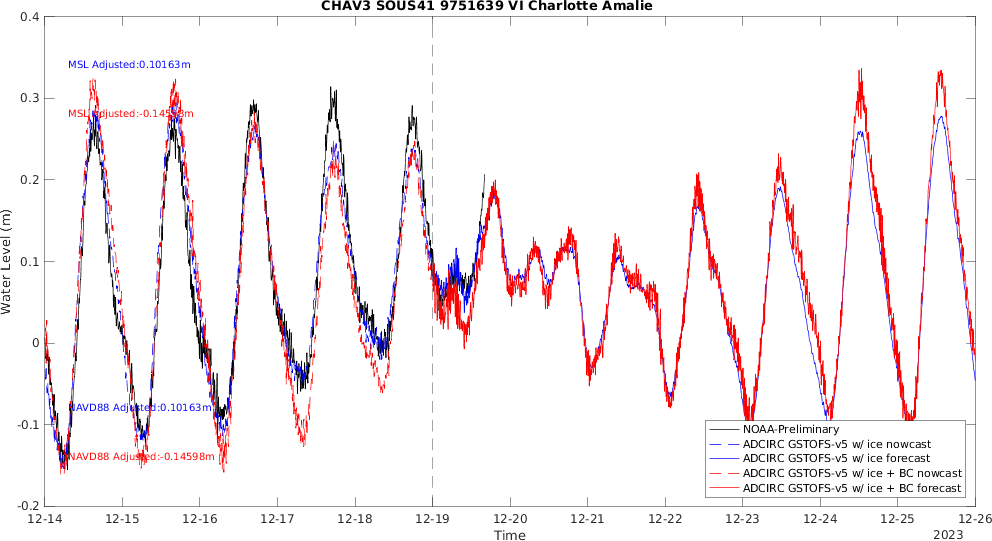 CHAV3 SOUS41 9751639 VI Charlotte Amalie
0.4
0.3
0.2
0.1
0
-0.1
-0.2
Water Level (m)
MSL Adjusted:0.10163m
MSL Adjusted:-0.14598m
NAVD88 Adjusted:0.10163m
NAVD88 Adjusted:-0.14598m
NOAA-Preliminary
ADCIRC GSTOFS-v5 w/ ice nowcast
ADCIRC GSTOFS-v5 w/ ice forecast
ADCIRC GSTOFS-v5 w/ ice + BC nowcast
ADCIRC GSTOFS-v5 w/ ice + BC forecast
12-14 12-15 12-16 12-17 12-18 12-19 12-20 12-21 12-22 12-23 12-24 12-25 12-26
Time
2023